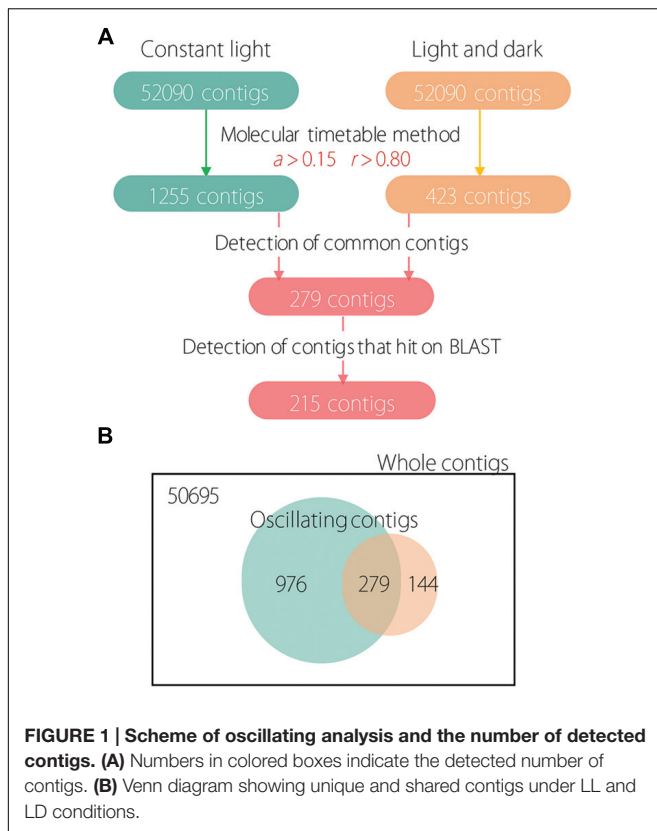 A
Constant light
Light and dark
52090 contigs
52090 contigs
Molecular timetable method
a > 0.15 r > 0.80
1255 contigs
423 contigs
Detection of common contigs
279 contigs
Detection of contigs that hit on BLAST
215 contigs
B
Whole contigs
50695
Oscillating contigs
976
279
144
FIGURE 1 | Scheme of oscillating analysis and the number of detected
contigs. (A) Numbers in colored boxes indicate the detected number of
contigs. (B) Venn diagram showing unique and shared contigs under LL and
LD conditions.